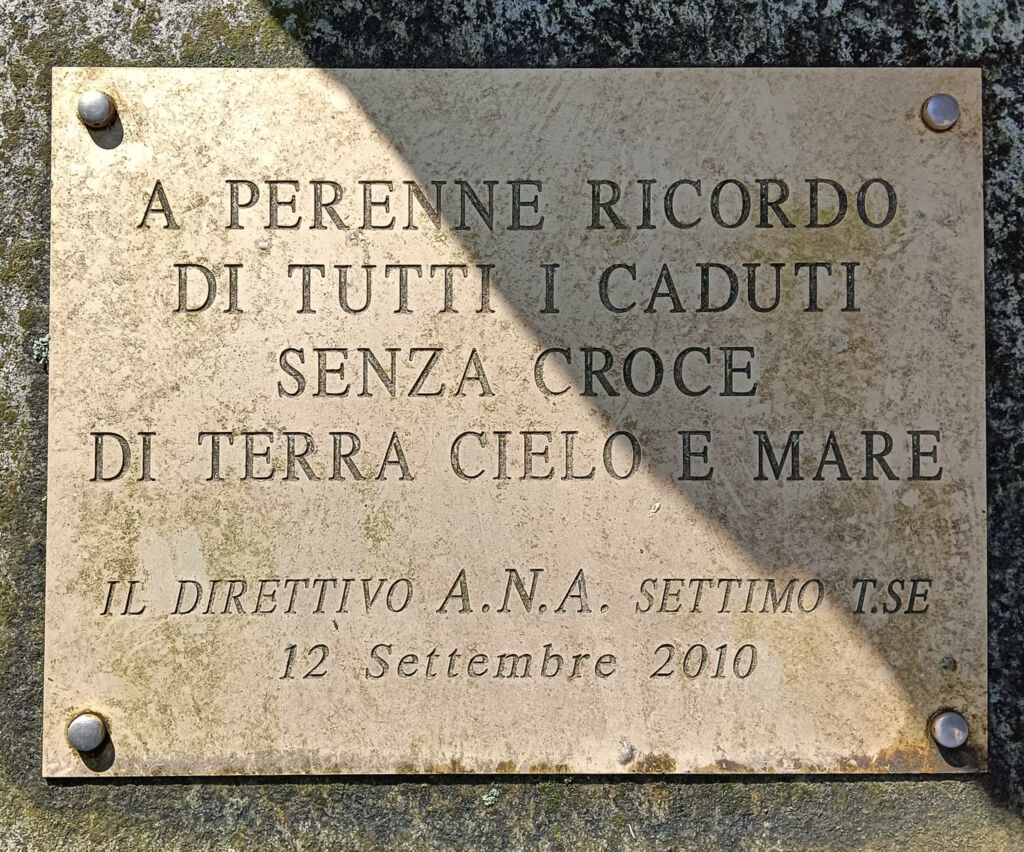 A PERENNE RICORDO
DI TUTTI I CADUTI
SENZA CROCE
DI TERRA CIELO E MARE
IL DIRETTIVO A.N.A. SETTIMO T.SE
12 Settembre 2010